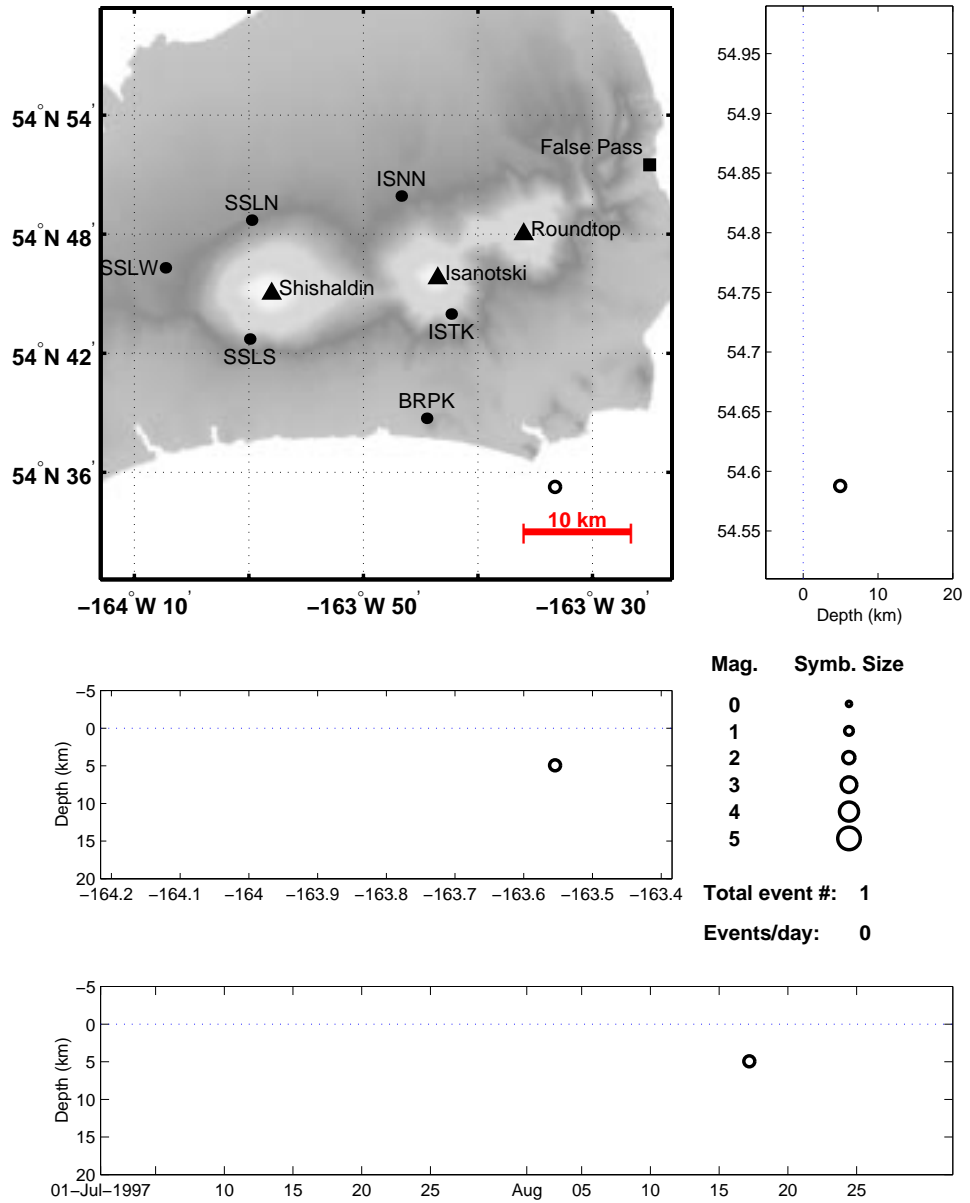 54°N 54'
54°N 48'
54°N 42'
54°N 36'
False Pass
ISNN
SSLN
Roundtop
SSLW
Isanotski
Shishaldin
ISTK
SSLS
BRPK
10 km
−164°W 10'
−163°W 50'
−163°W 30'
54.95
54.9
54.85
54.8
54.75
54.7
54.65
54.6
54.55
0 10 20
Depth (km)
Mag. Symb. Size
0
1
2
3
4
5
Total event #: 1
Events/day: 0
−5
0
5
10
15
20
Depth (km)
−164.2 −164.1 −164 −163.9 −163.8 −163.7 −163.6 −163.5 −163.4
−5
0
5
10
15
20
Depth (km)
01−Jul−1997 10 15 20 25 Aug 05 10 15 20 25